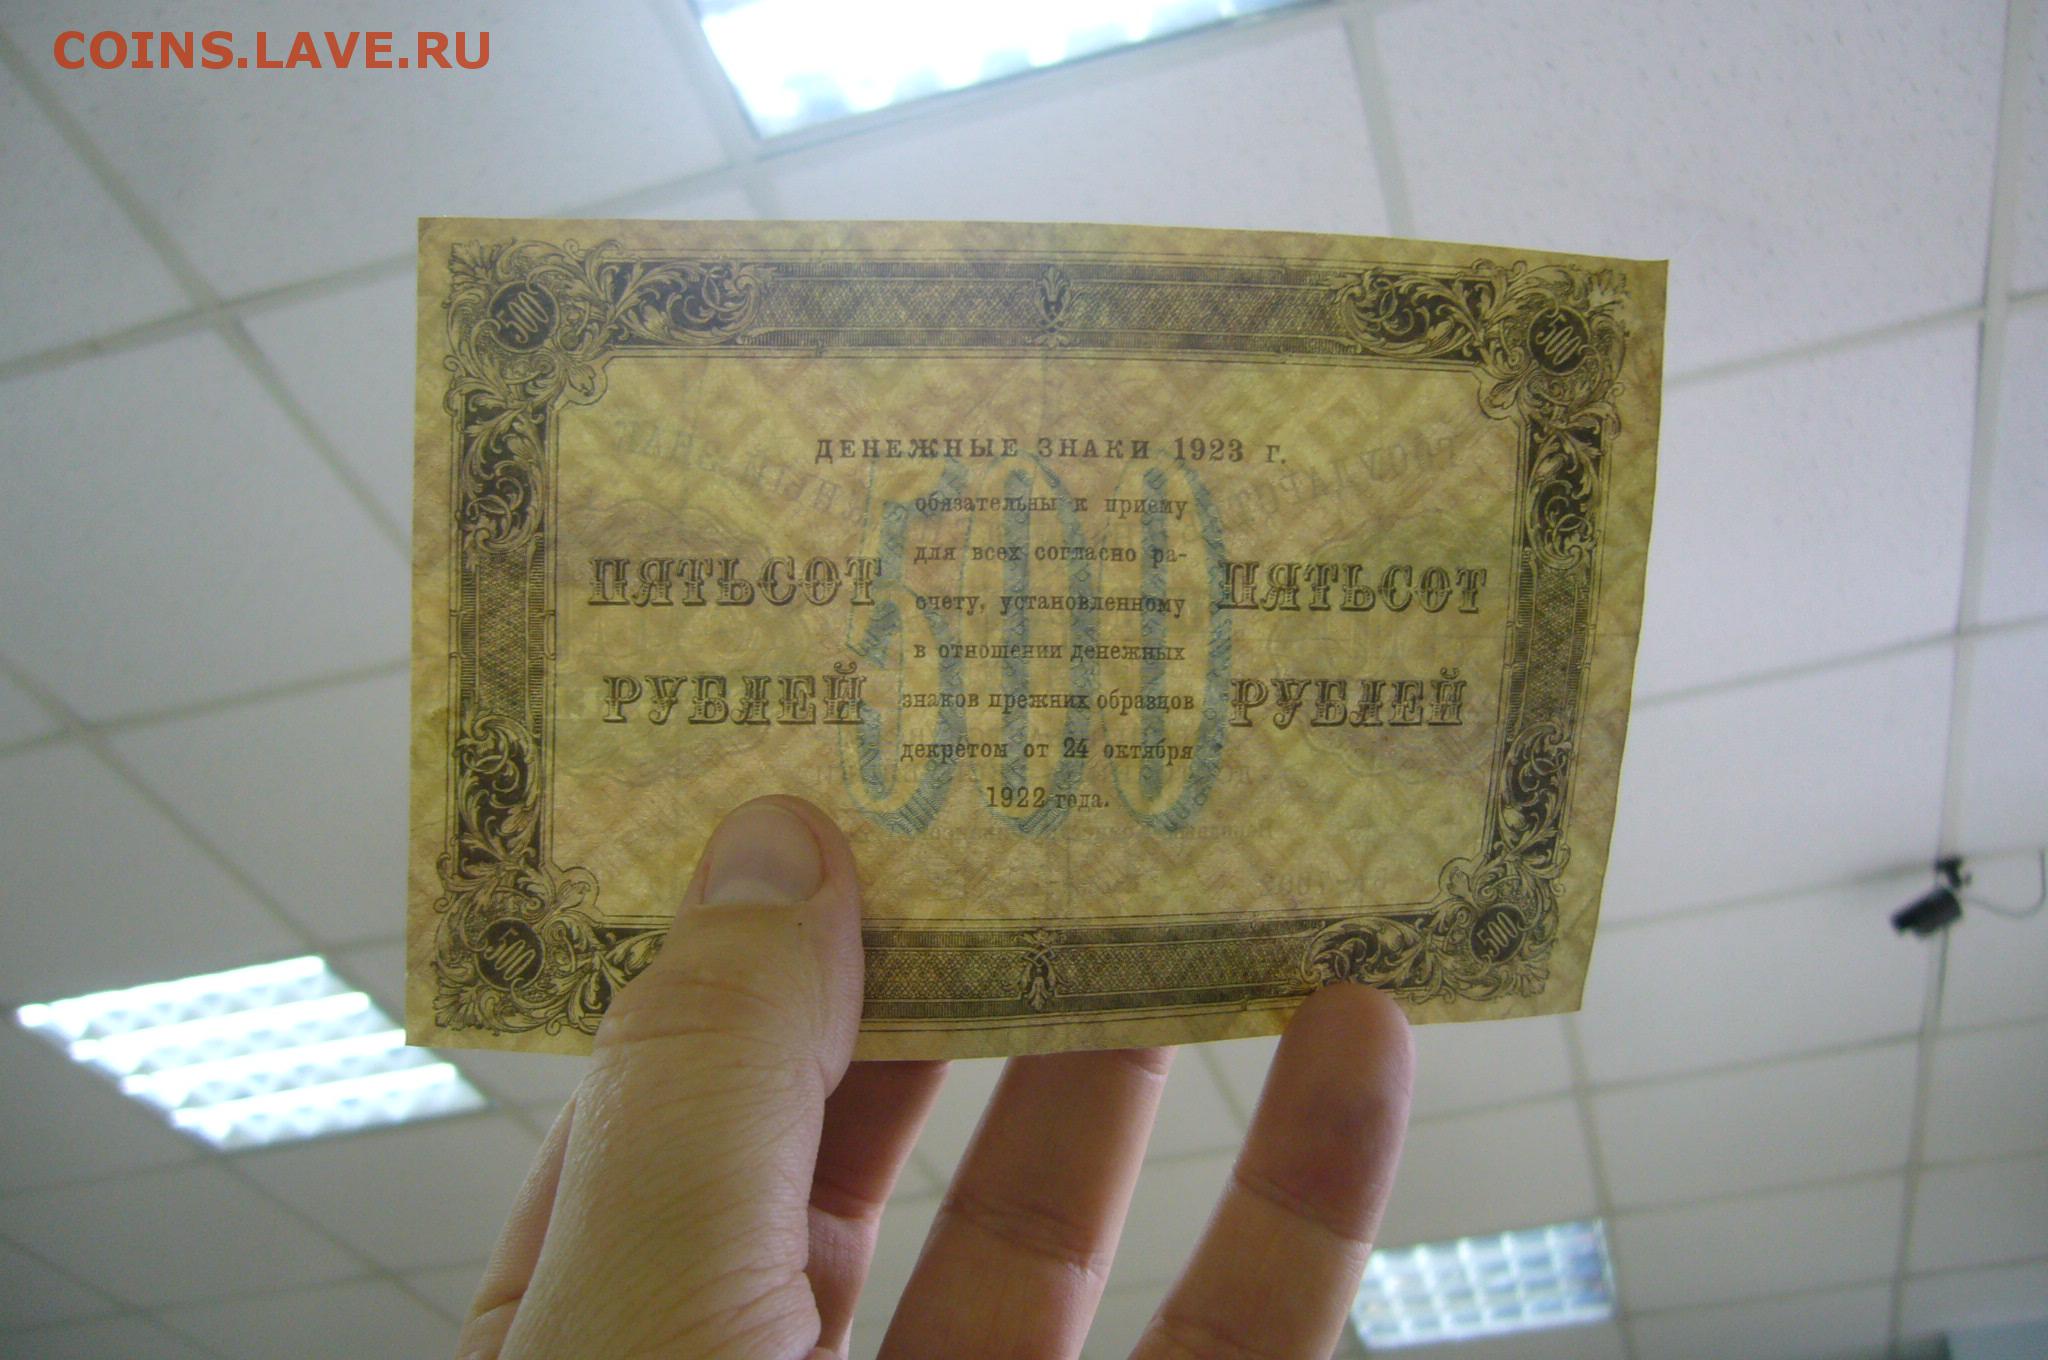 COINS.LAVE.RU
500 500
ДЕНЕЖНЫЕ ЗНАКИ 1923 г.
обязательны к приему
для всех согласно ра-
ПЯТЬСОТ ПЯТЬСОТ
счету, установленному
в отношении денежных
РУБЛЕЙ РУБЛЕЙ
знаков прежних образцов
декретом от 24 октября
1922 года.
500
500 500